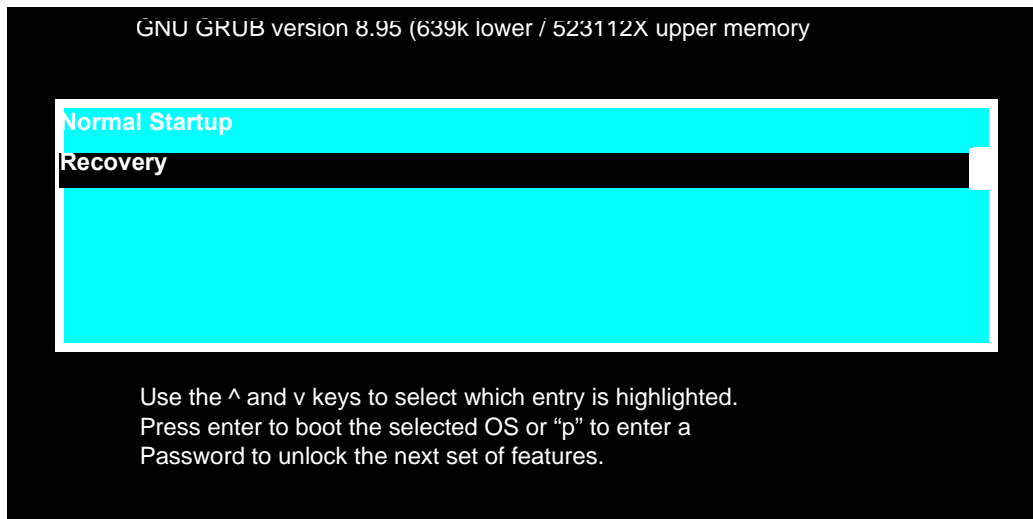 GNU GRUB version 8.95 (639k lower / 523112X upper memory
Normal Startup
Recovery
Use the ^ and v keys to select which entry is highlighted.
Press enter to boot the selected OS or “p” to enter a
Password to unlock the next set of features.